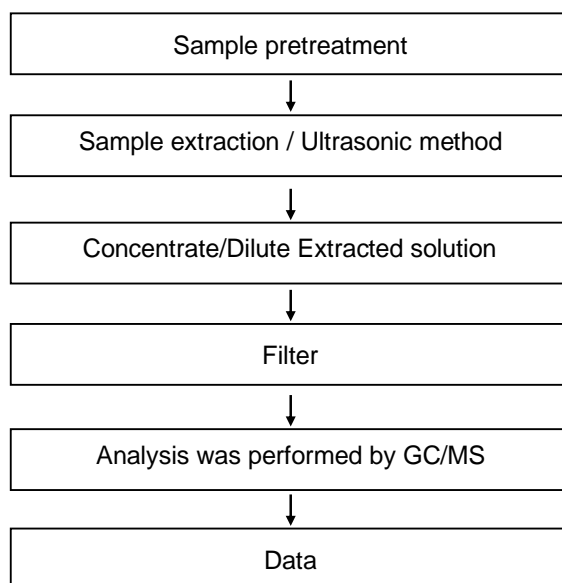 Sample pretreatment
Sample extraction / Ultrasonic method
Concentrate/Dilute Extracted solution
Filter
Analysis was performed by GC/MS
Data